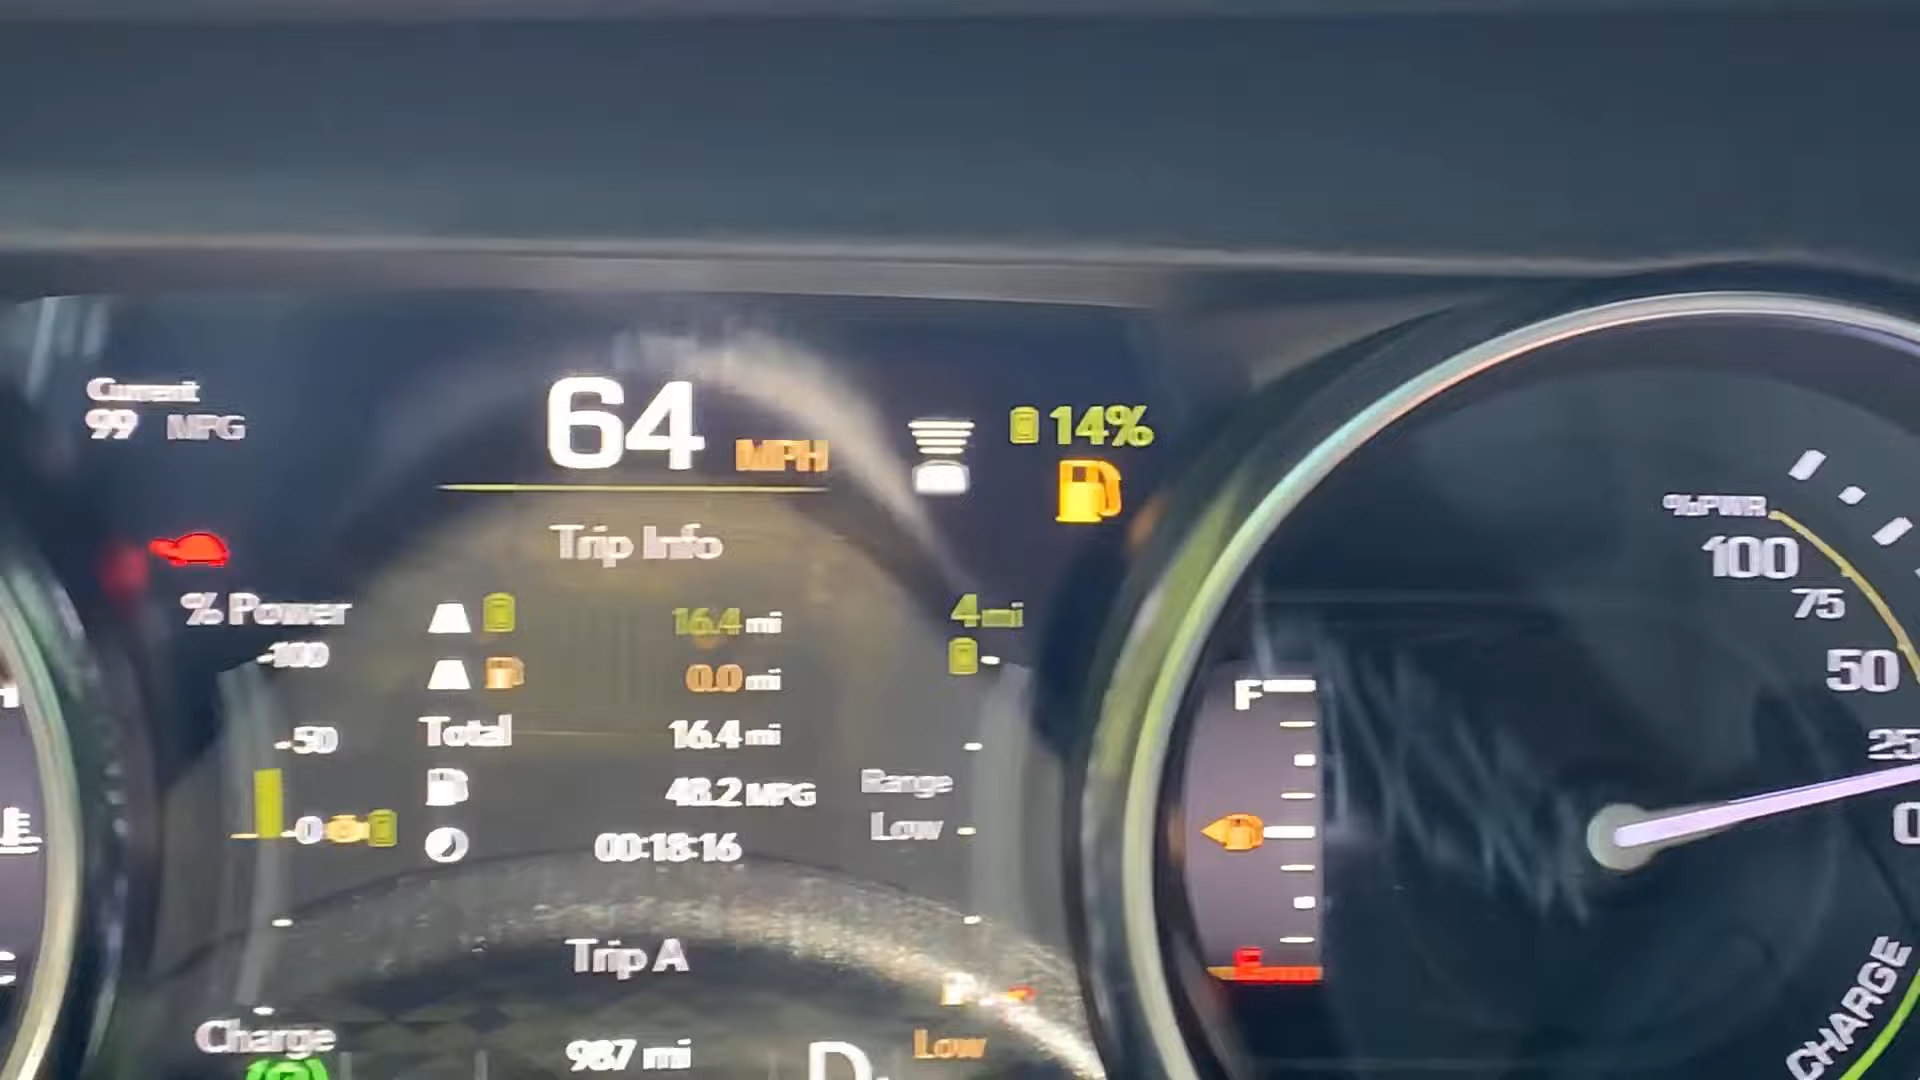 Current
99 MPG
64 MPH
14%
Trip Info
% Power
16.4 mi
4 mi
-100
0.0 mi
Total 16.4 mi
-50
48.2 MPG
Range
Low
-0
00:18:16
Trip A
Charge
987 mi
D
Low
F
E
%PWR
100
75
50
25
0
CHARGE